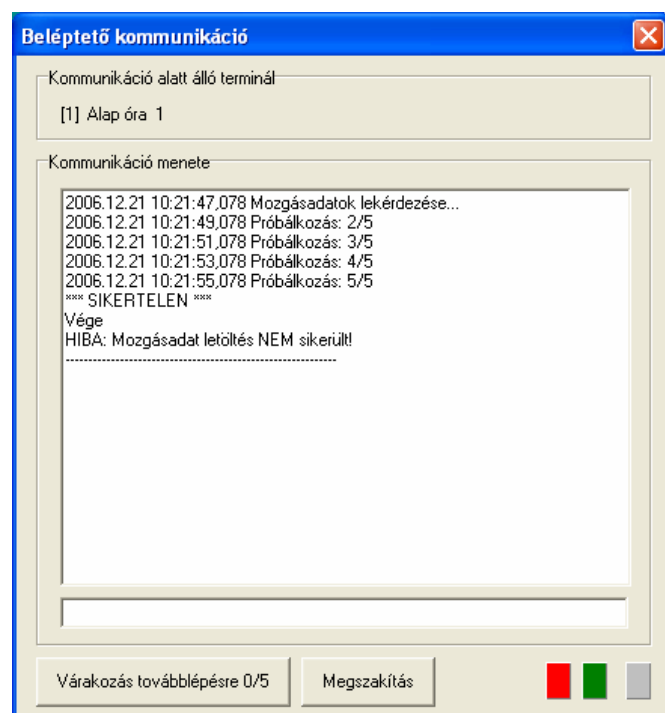 Beléptető kommunikáció
Kommunikáció alatt álló terminál
[1] Alap óra 1
Kommunikáció menete
2006.12.21 10:21:47,078 Mozgásadatok lekérdezése...
2006.12.21 10:21:49,078 Próbálkozás: 2/5
2006.12.21 10:21:51,078 Próbálkozás: 3/5
2006.12.21 10:21:53,078 Próbálkozás: 4/5
2006.12.21 10:21:55,078 Próbálkozás: 5/5
*** SIKERTELEN ***
Vége
HIBA: Mozgásadat letöltés NEM sikerült!
------------------------------------------------------------
Várakozás továbblépésre 0/5 Megszakítás